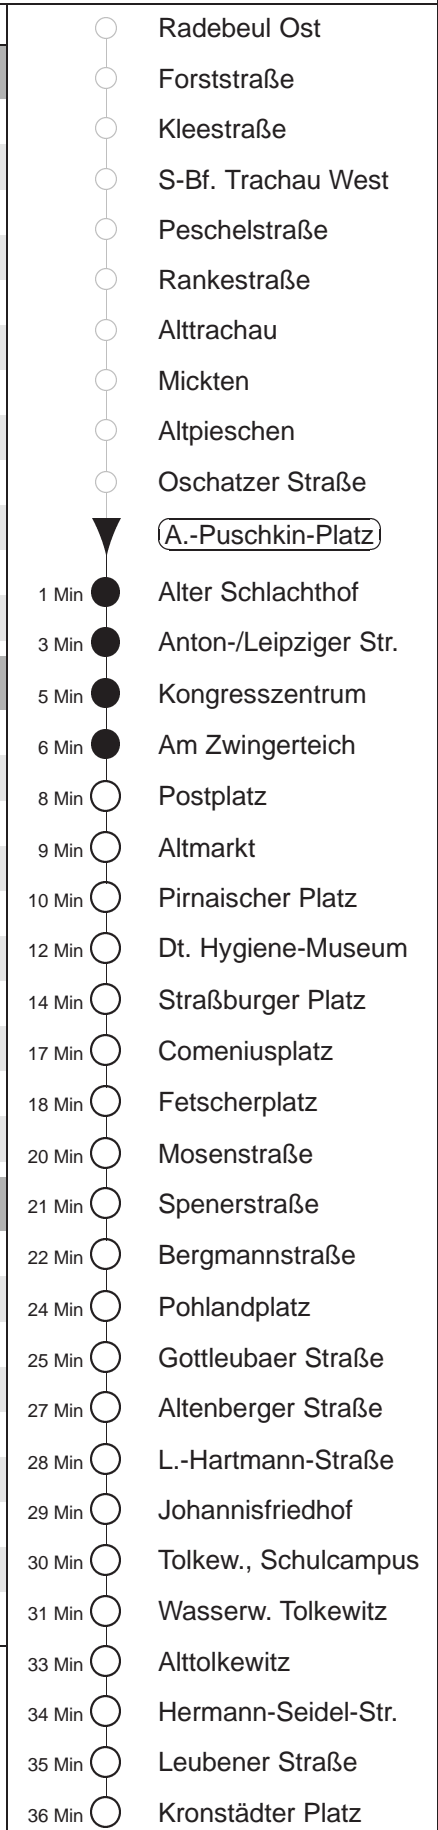 Radebeul Ost
Forststraße
Kleestraße
S-Bf. Trachau West
Peschelstraße
Rankestraße
Alttrachau
Mickten
Altpieschen
Oschatzer Straße
A.-Puschkin-Platz
1 Min Alter Schlachthof
3 Min Anton-/Leipziger Str.
5 Min Kongresszentrum
6 Min Am Zwingerteich
8 Min Postplatz
9 Min Altmarkt
10 Min Pirnaischer Platz
12 Min Dt. Hygiene-Museum
14 Min Straßburger Platz
17 Min Comeniusplatz
18 Min Fetscherplatz
20 Min Mosenstraße
21 Min Spenerstraße
22 Min Bergmannstraße
24 Min Pohlandplatz
25 Min Gottleubaer Straße
27 Min Altenberger Straße
28 Min L.-Hartmann-Straße
29 Min Johannisfriedhof
30 Min Tolkew., Schulcampus
31 Min Wasserw. Tolkewitz
33 Min Alttolkewitz
34 Min Hermann-Seidel-Str.
35 Min Leubener Straße
36 Min Kronstädter Platz